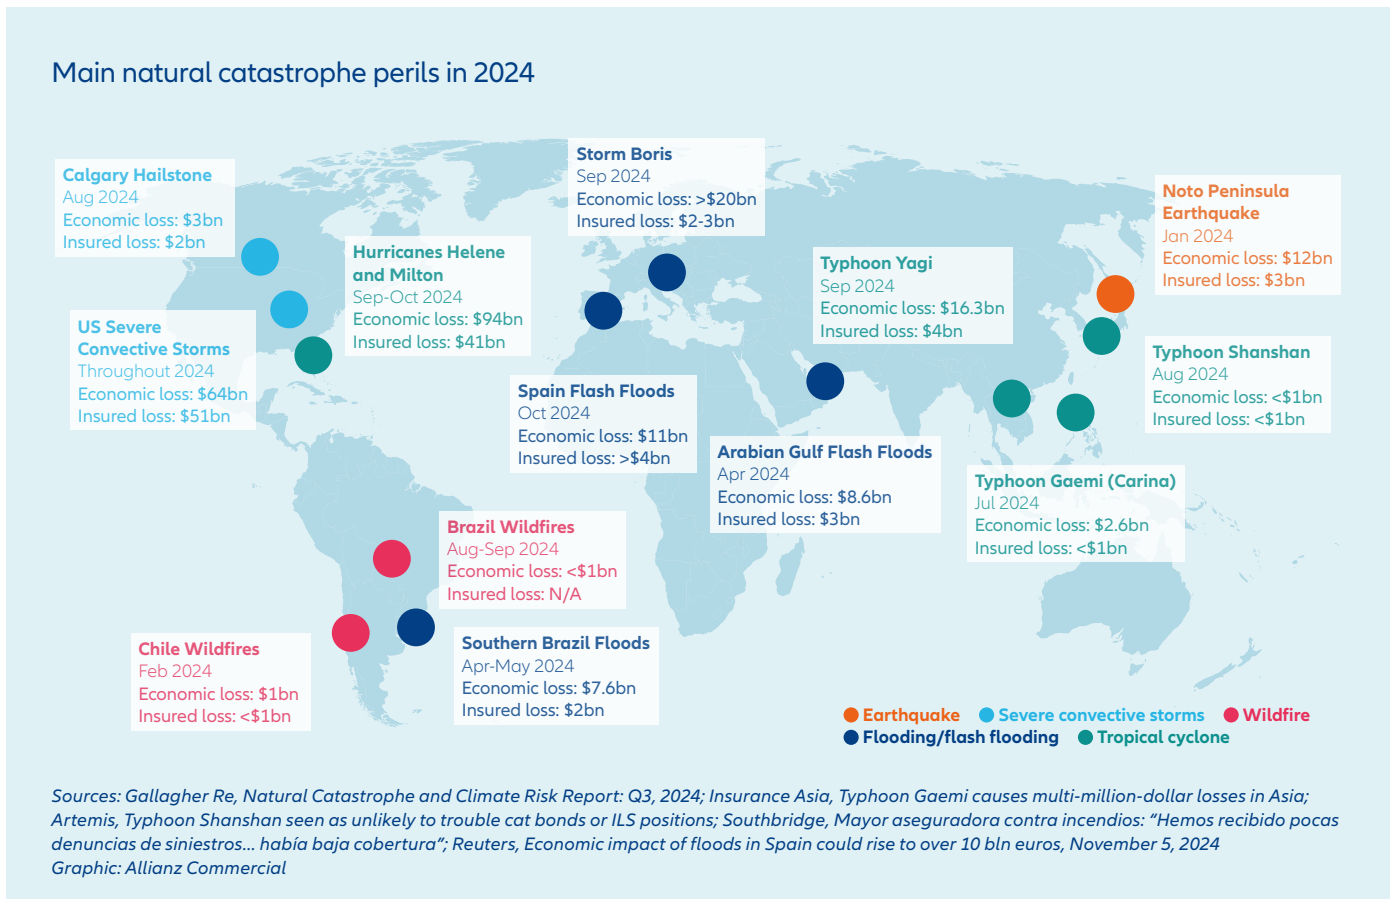 Main natural catastrophe perils in 2024
Calgary Hailstone
Aug 2024
Economic loss: $3bn
Insured loss: $2bn
Storm Boris
Sep 2024
Economic loss: >$20bn
Insured loss: $2-3bn
Noto Peninsula
Earthquake
Jan 2024
Economic loss: $12bn
Insured loss: $3bn
Hurricanes Helene
and Milton
Sep-Oct 2024
Economic loss: $94bn
Insured loss: $41bn
Typhoon Yagi
Sep 2024
Economic loss: $16.3bn
Insured loss: $4bn
US Severe
Convective Storms
Throughout 2024
Economic loss: $64bn
Insured loss: $51bn
Typhoon Shanshan
Aug 2024
Economic loss: <$1bn
Insured loss: <$1bn
Spain Flash Floods
Oct 2024
Economic loss: $11bn
Insured loss: >$4bn
Arabian Gulf Flash Floods
Apr 2024
Economic loss: $8.6bn
Insured loss: $3bn
Typhoon Gaemi (Carina)
Jul 2024
Economic loss: $2.6bn
Insured loss: <$1bn
Brazil Wildfires
Aug-Sep 2024
Economic loss: <$1bn
Insured loss: N/A
Chile Wildfires
Feb 2024
Economic loss: $1bn
Insured loss: <$1bn
Southern Brazil Floods
Apr-May 2024
Economic loss: $7.6bn
Insured loss: $2bn
Earthquake Severe convective storms Wildfire
Flooding/flash flooding Tropical cyclone
Sources: Gallagher Re, Natural Catastrophe and Climate Risk Report: Q3, 2024; Insurance Asia, Typhoon Gaemi causes multi-million-dollar losses in Asia;
Artemis, Typhoon Shanshan seen as unlikely to trouble cat bonds or ILS positions; Southbridge, Mayor aseguradora contra incendios: “Hemos recibido pocas
denuncias de siniestros... había baja cobertura”; Reuters, Economic impact of floods in Spain could rise to over 10 bln euros, November 5, 2024
Graphic: Allianz Commercial